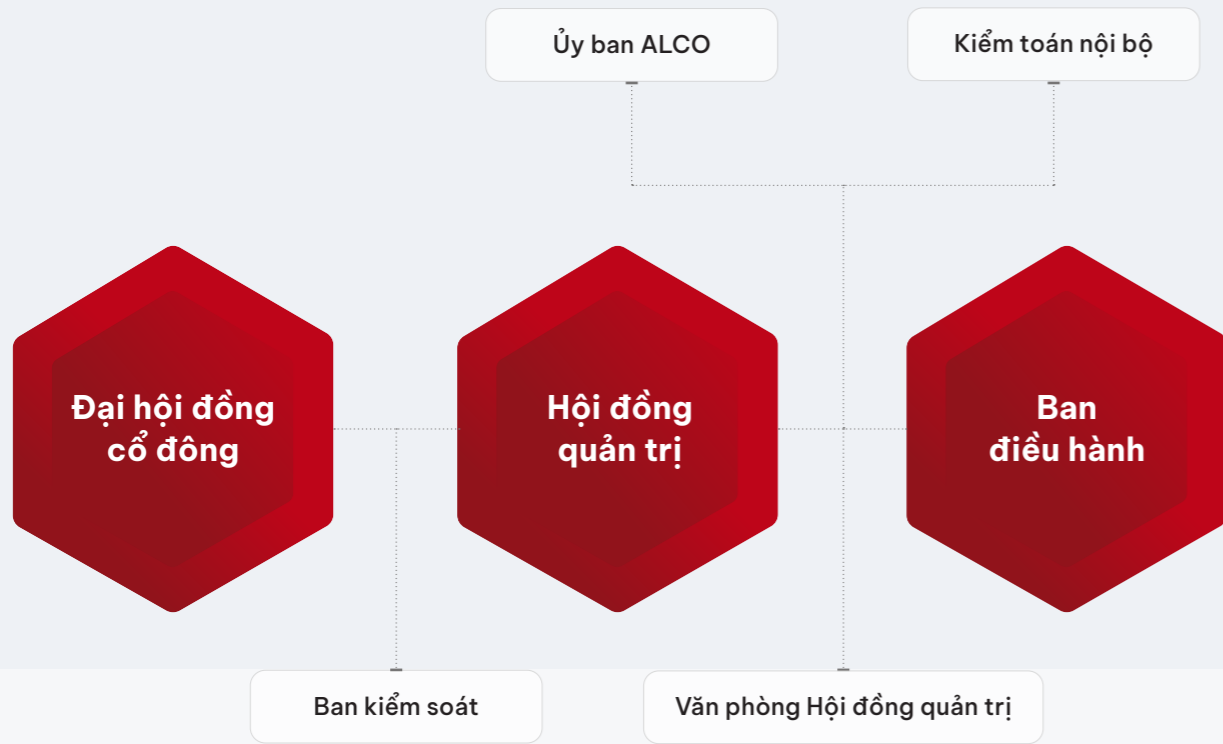 Ủy ban ALCO
Kiểm toán nội bộ
Đại hội đồng
cổ đông
Hội đồng
quản trị
Ban
điều hành
Ban kiểm soát
Văn phòng Hội đồng quản trị